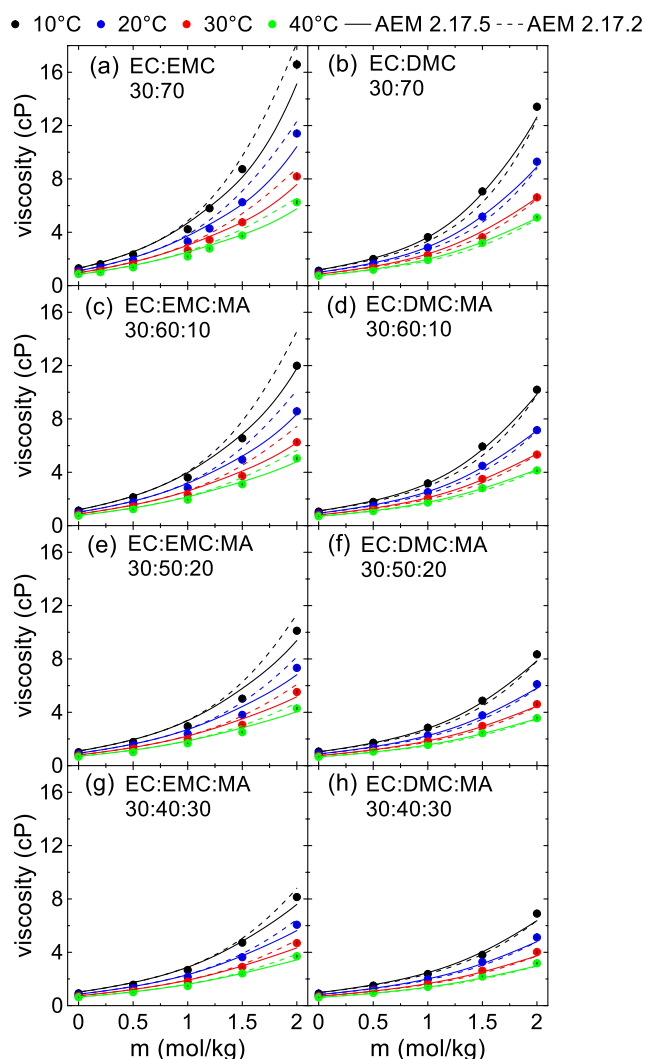 10°C 20°C 30°C 40°C AEM 2.17.5 AEM 2.17.2
(a) EC:EMC
30:70
(b) EC:DMC
30:70
viscosity (cP)
16
12
8
4
0
(c) EC:EMC:MA
30:60:10
(d) EC:DMC:MA
30:60:10
viscosity (cP)
16
12
8
4
0
(e) EC:EMC:MA
30:50:20
(f) EC:DMC:MA
30:50:20
viscosity (cP)
16
12
8
4
0
(g) EC:EMC:MA
30:40:30
(h) EC:DMC:MA
30:40:30
viscosity (cP)
16
12
8
4
0
0 0.5 1 1.5 2 0 0.5 1 1.5 2
m (mol/kg) m (mol/kg)